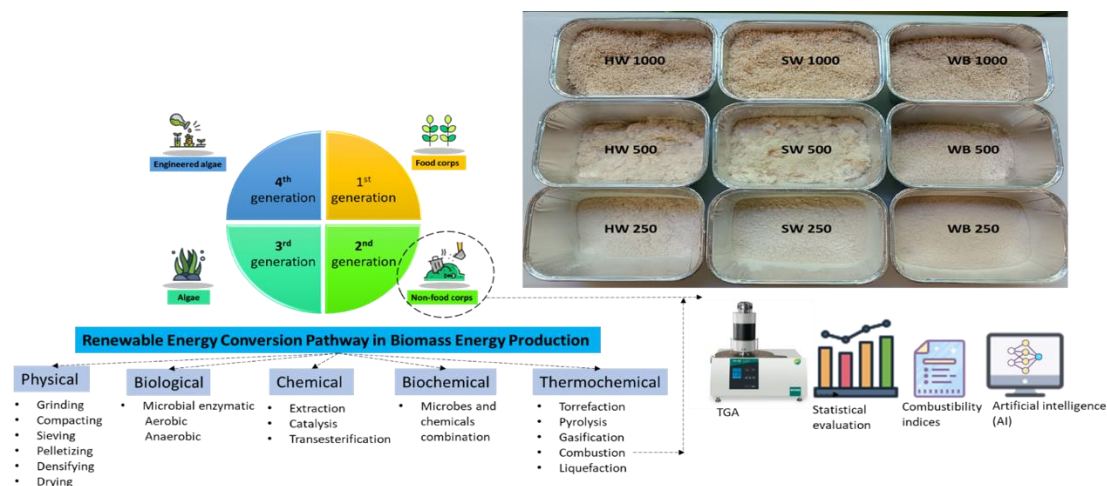 HW 1000
SW 1000
WB 1000
HW 500
SW 500
WB 500
HW 250
SW 250
WB 250
Engineered algae
4th
generation
1st
generation
Food corps
3rd
generation
2nd
generation
Algae
Non-food corps
Renewable Energy Conversion Pathway in Biomass Energy Production
Physical
• Grinding
• Compacting
• Sieving
• Pelletizing
• Densifying
• Drying
Biological
• Microbial enzymatic
Aerobic
Anaerobic
Chemical
• Extraction
• Catalysis
• Transesterification
Biochemical
• Microbes and
chemicals
combination
Thermochemical
• Torrefaction
• Pyrolysis
• Gasification
• Combustion
• Liquefaction
TGA
Statistical
evaluation
Combustibility
indices
Artificial intelligence
(AI)